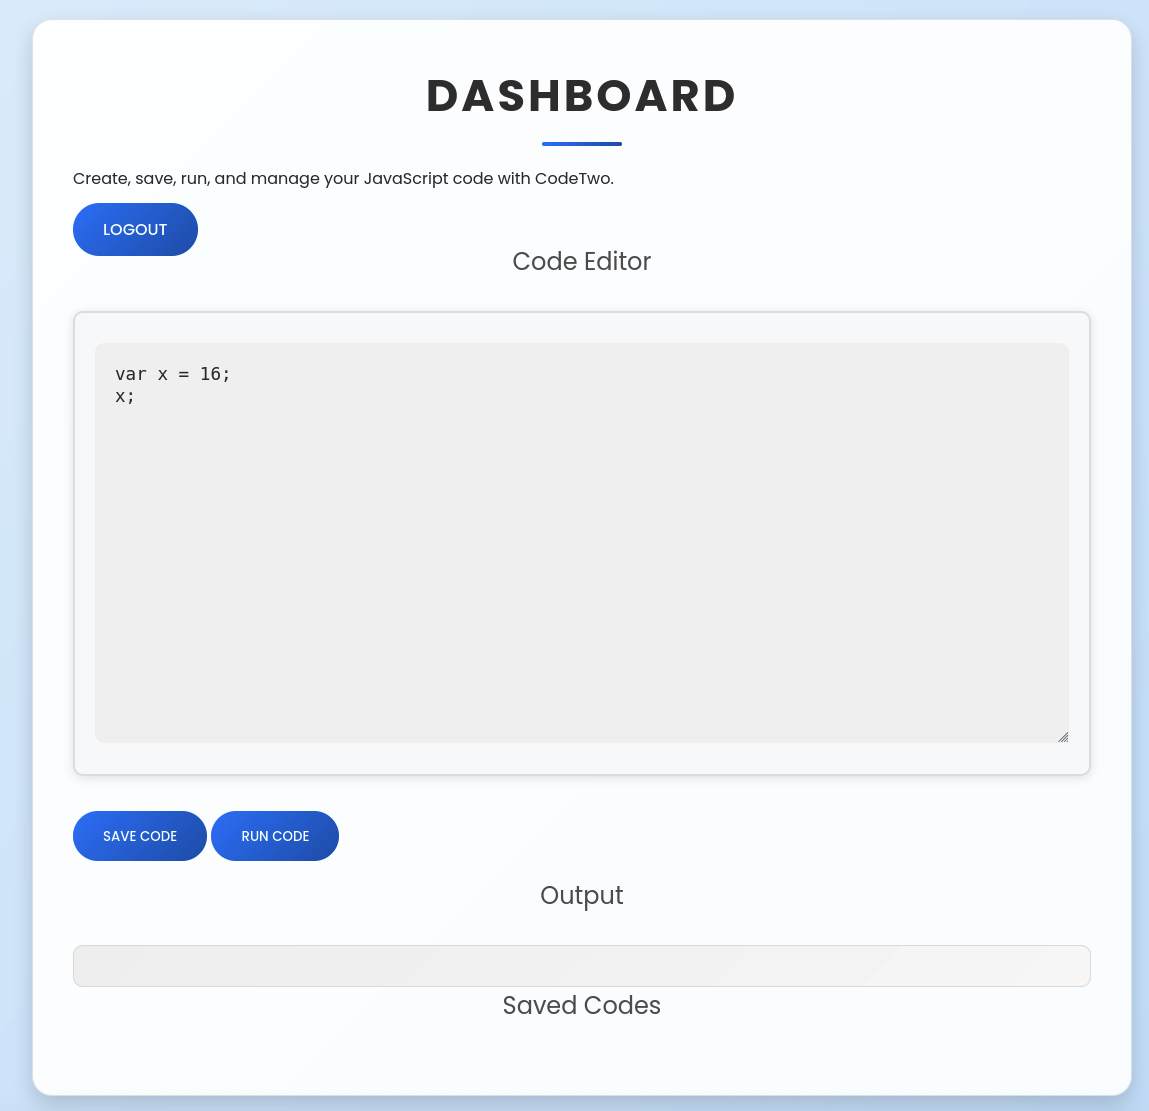 DASHBOARD
Create, save, run, and manage your JavaScript code with CodeTwo.
LOGOUT
Code Editor
var x = 16;
x;
SAVE CODE RUN CODE
Output
Saved Codes